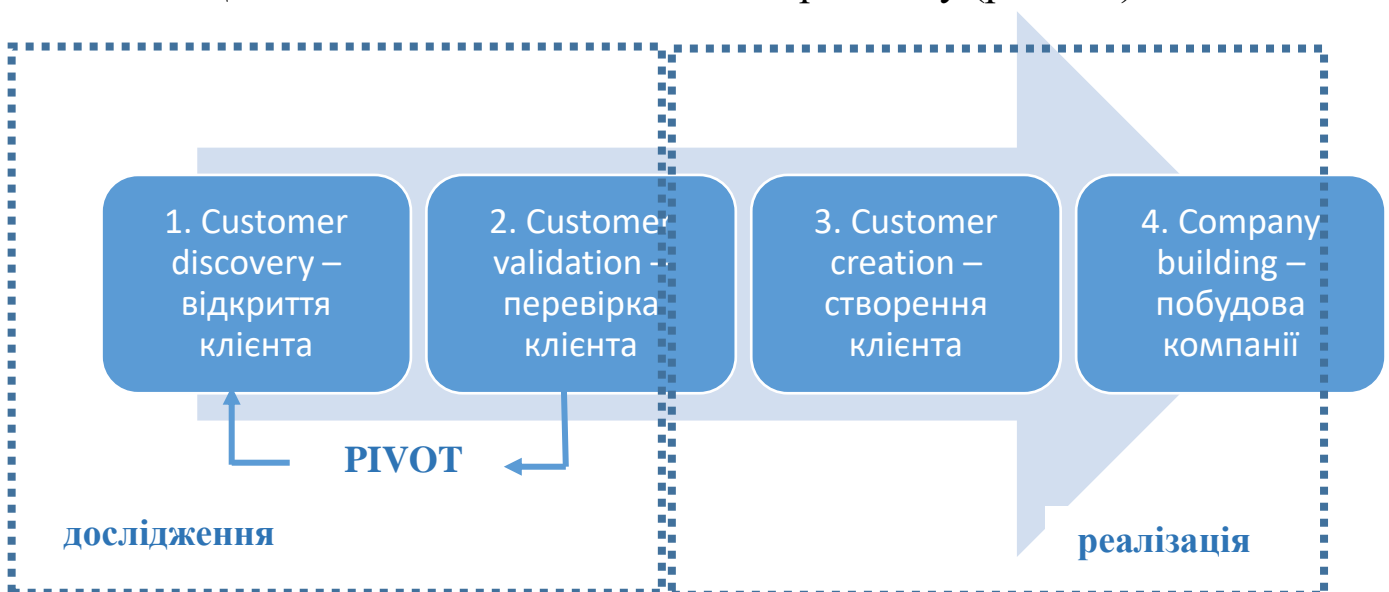 1. Customer
discovery –
відкриття
клієнта
2. Customer
validation –
перевірка
клієнта
3. Customer
creation –
створення
клієнта
4. Company
building –
побудова
компанії
PIVOT
дослідження
реалізація